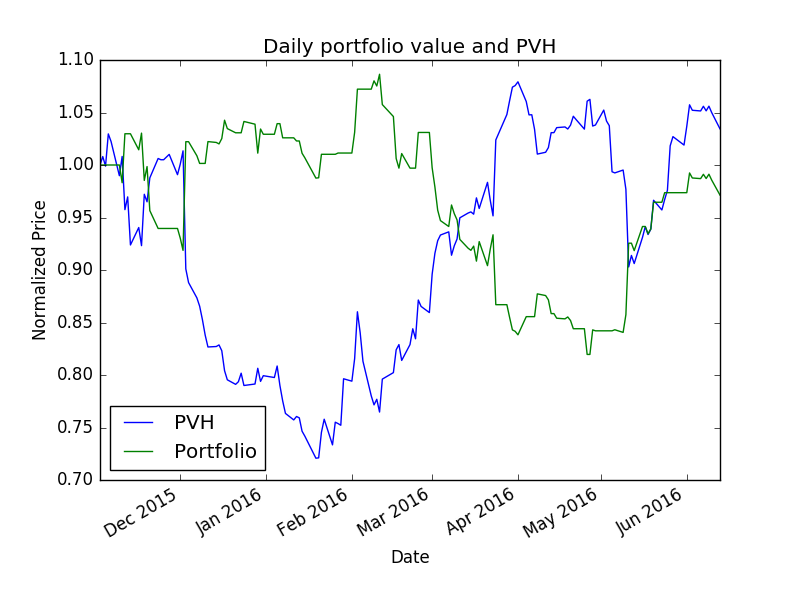 Daily portfolio value and PVH
1.10
1.05
1.00
0.95
0.90
0.85
0.80
0.75
0.70
Normalized Price
PVH
Portfolio
Dec 2015
Jan 2016
Feb 2016
Mar 2016
Apr 2016
May 2016
Jun 2016
Date